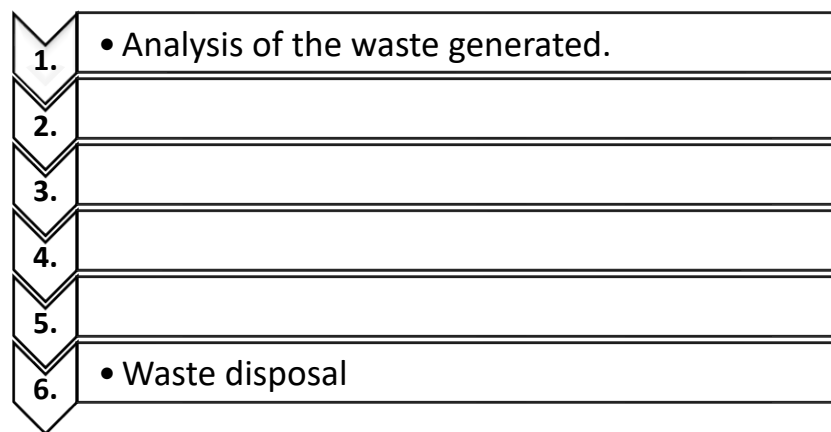 1. • Analysis of the waste generated.
2.
3.
4.
5.
6. • Waste disposal